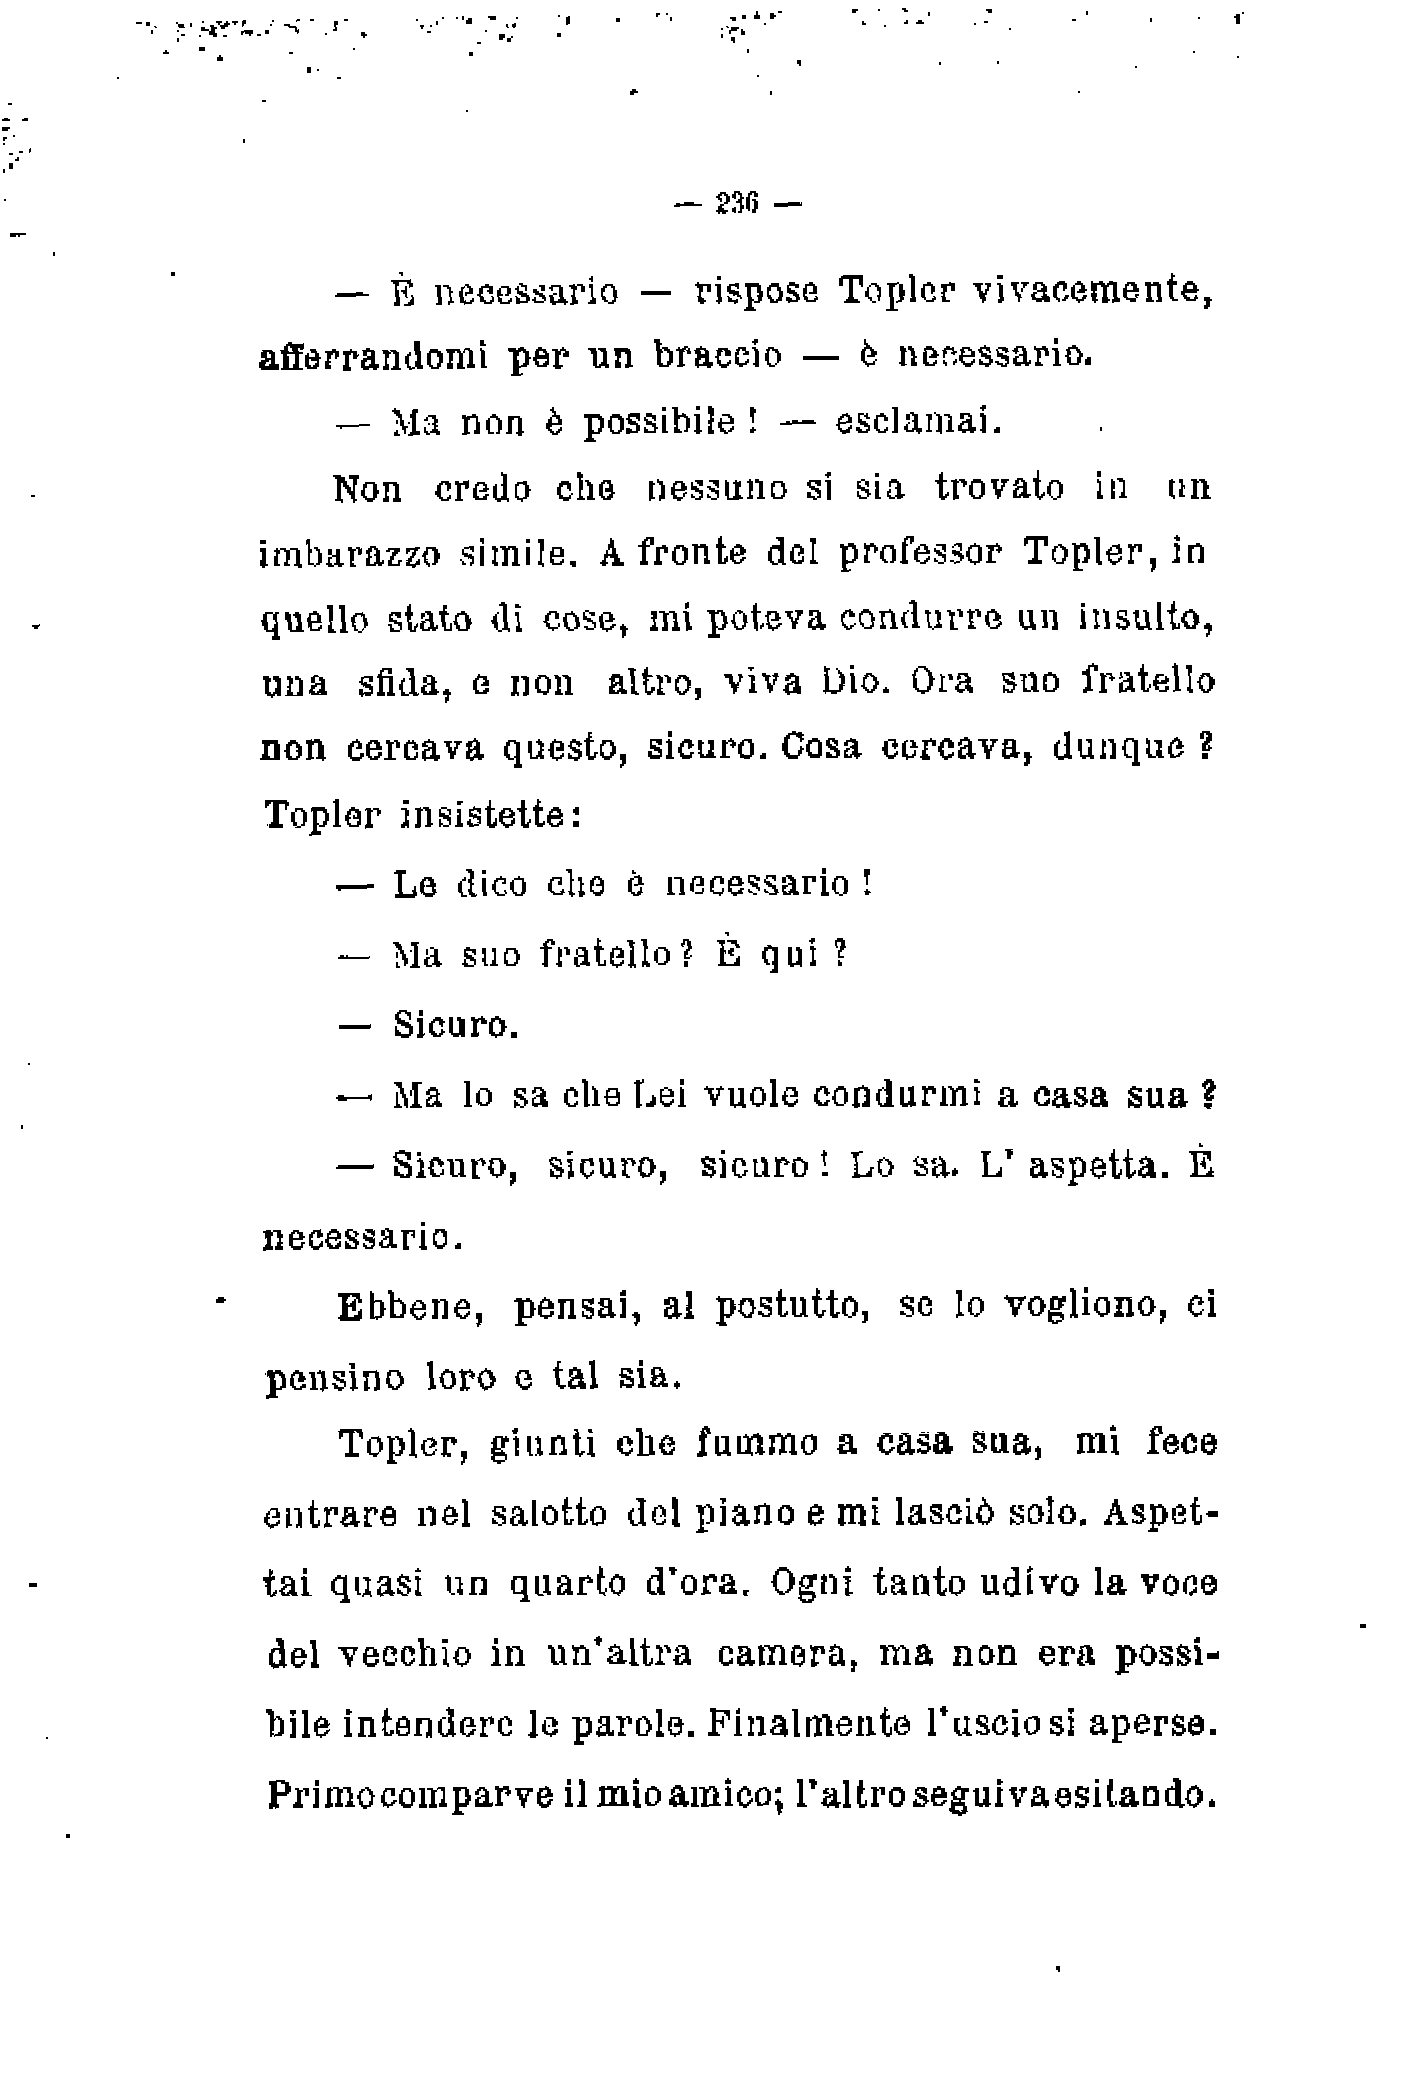 — 236 —
— È necessario — rispose Topler vivacemente,
afferrandomi per un braccio — è necessario.
— Ma non è possibile ! — esclamai.
Non credo che nessuno si sia trovato in un
imbarazzo simile. A fronte del professor Topler, in
quello stato di cose, mi poteva condurre un insulto,
una sfida, e non altro, viva Dio. Ora suo fratello
non cercava questo, sicuro. Cosa cercava, dunque ?
Topler insistette:
— Le dico che è necessario !
— Ma suo fratello ? È qui ?
— Sicuro.
— Ma lo sa che Lei vuole condurmi a casa sua ?
— Sicuro, sicuro, sicuro ! Lo sa. L' aspetta. È
necessario.
Ebbene, pensai, al postutto, se lo vogliono, ci
pensino loro e tal sia.
Topler, giunti che fummo a casa sua, mi fece
entrare nel salotto del piano e mi lasciò solo. Aspet-
tai quasi un quarto d'ora. Ogni tanto udivo la voce
del vecchio in un'altra camera, ma non era possi-
bile intendere le parole. Finalmente l'uscio si aperse.
Primo comparve il mio amico; l'altro seguiva esitando.